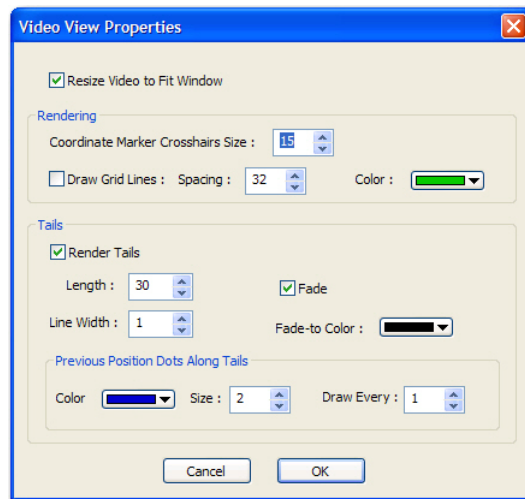 Video View Properties
Resize Video to Fit Window
Rendering
Coordinate Marker Crosshairs Size : 15
Draw Grid Lines : Spacing : 32 Color :
Tails
Render Tails
Length : 30 Fade
Line Width : 1 Fade-to Color :
Previous Position Dots Along Tails
Color Size : 2 Draw Every : 1
Cancel OK